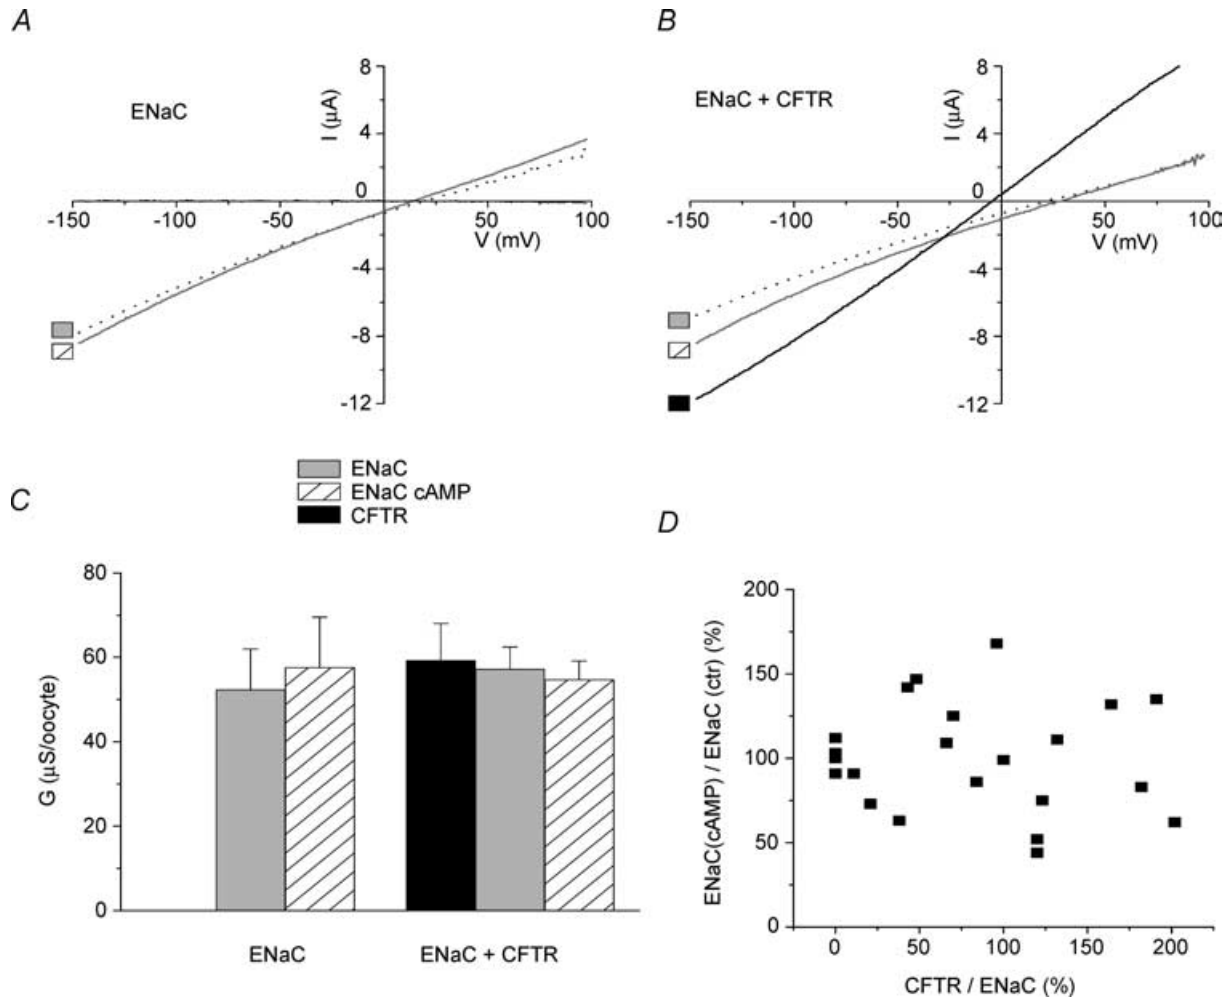 A
ENaC
I (µA)
8
4
0
-4
-8
-12
-150
-100
-50
50
100
V (mV)
B
ENaC + CFTR
I (µA)
8
4
0
-4
-8
-12
-150
-100
-50
50
100
V (mV)
ENaC
ENaC cAMP
CFTR
C
G (µS/oocyte)
80
60
40
20
0
ENaC
ENaC + CFTR
D
ENaC(cAMP) / ENaC (ctr) (%)
200
150
100
50
0
0
50
100
150
200
CFTR / ENaC (%)